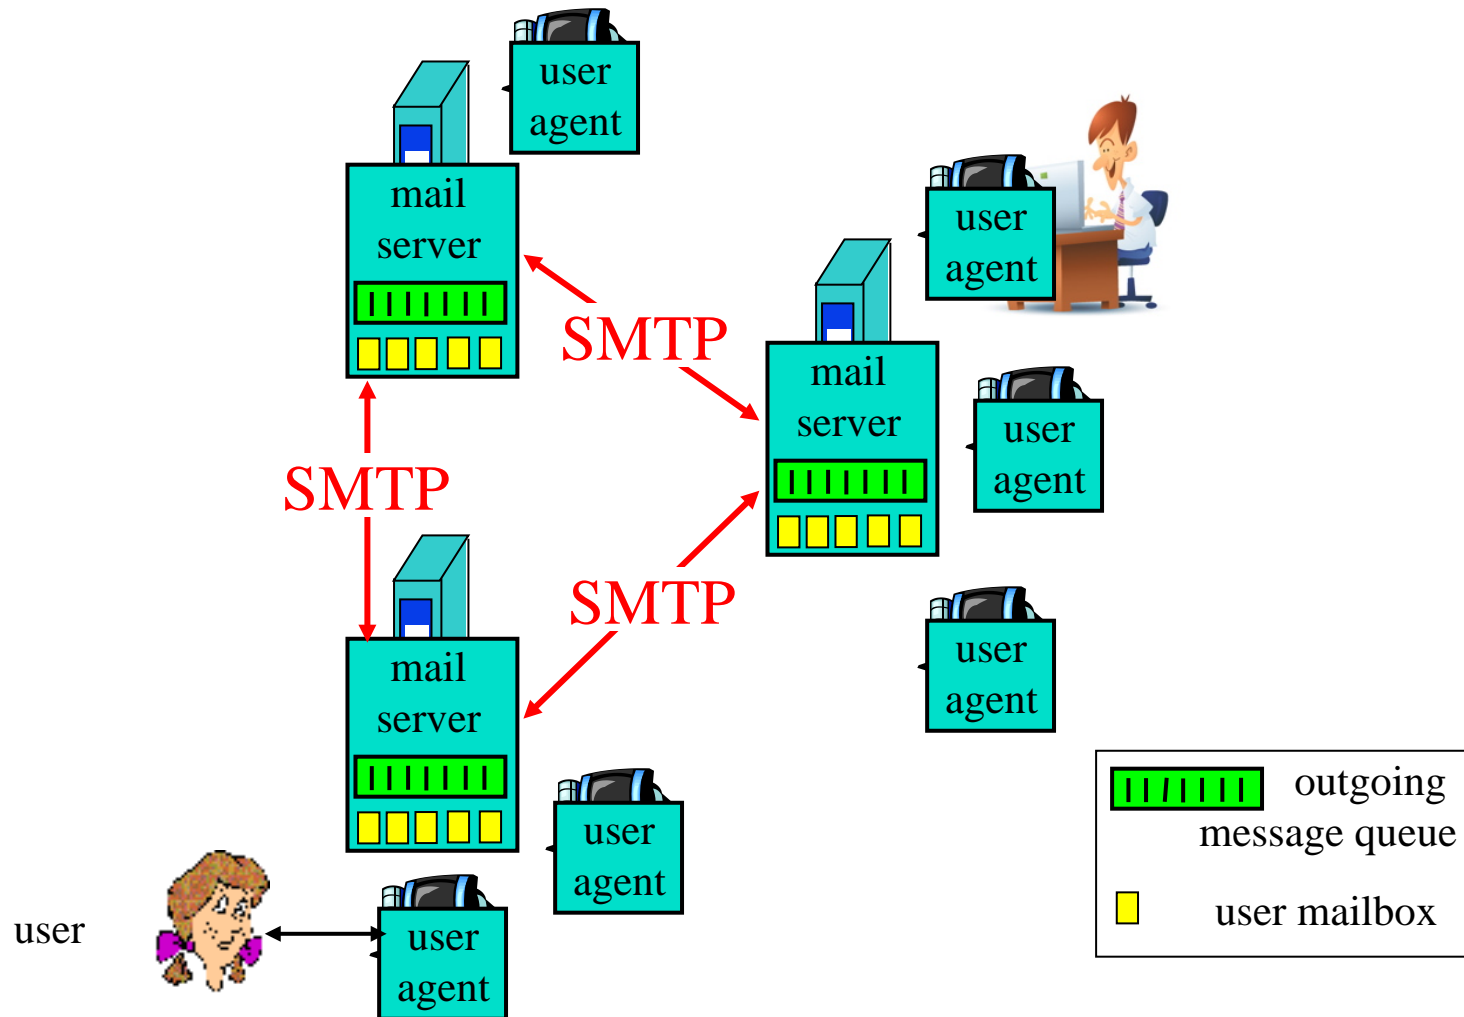 user
agent
mail
server
user
agent
SMTP
mail
server
user
agent
SMTP
SMTP
mail
server
user
agent
user
agent
user
user
agent
outgoing
message queue
user mailbox